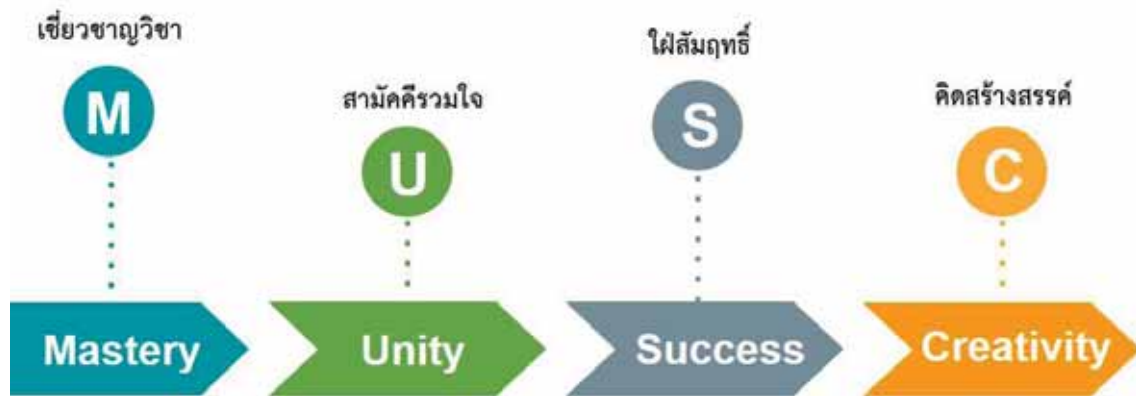 เชี่ยวชาญวิชา
M
Mastery
สามัคคีรวมใจ
U
Unity
ใฝ่สัมฤทธิ์
S
Success
คิดสร้างสรรค์
C
Creativity